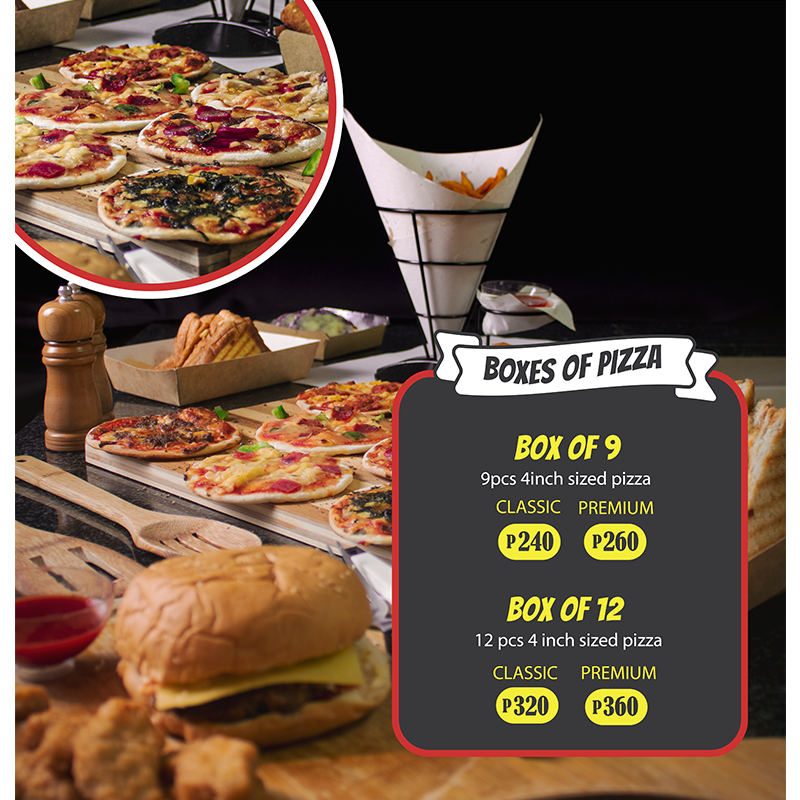 BOXES OF PIZZA
BOX OF 9
9pcs 4inch sized pizza
CLASSIC PREMIUM
P240 P260
BOX OF 12
12 pcs 4 inch sized pizza
CLASSIC PREMIUM
P320 P360